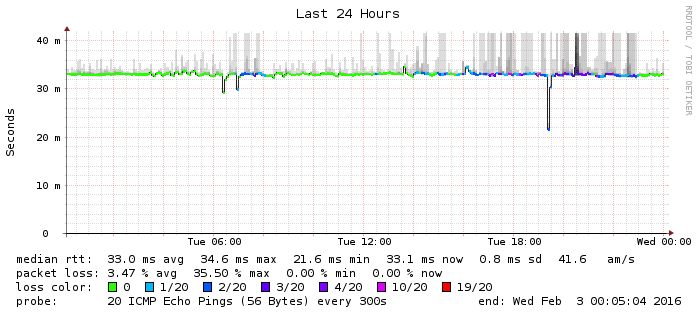 Last 24 Hours
RRDTOOL / TOBI OETIKER
Seconds
40 m
30 m
20 m
10 m
0
Tue 06:00 Tue 12:00 Tue 18:00 Wed 00:00
median rtt: 33.0 ms avg 34.6 ms max 21.6 ms min 33.1 ms now 0.8 ms sd 41.6 am/s
packet loss: 3.47 % avg 35.50 % max 0.00 % min 0.00 % now
loss color: 0 1/20 2/20 3/20 4/20 10/20 19/20
probe: 20 ICMP Echo Pings (56 Bytes) every 300s end: Wed Feb 3 00:05:04 2016